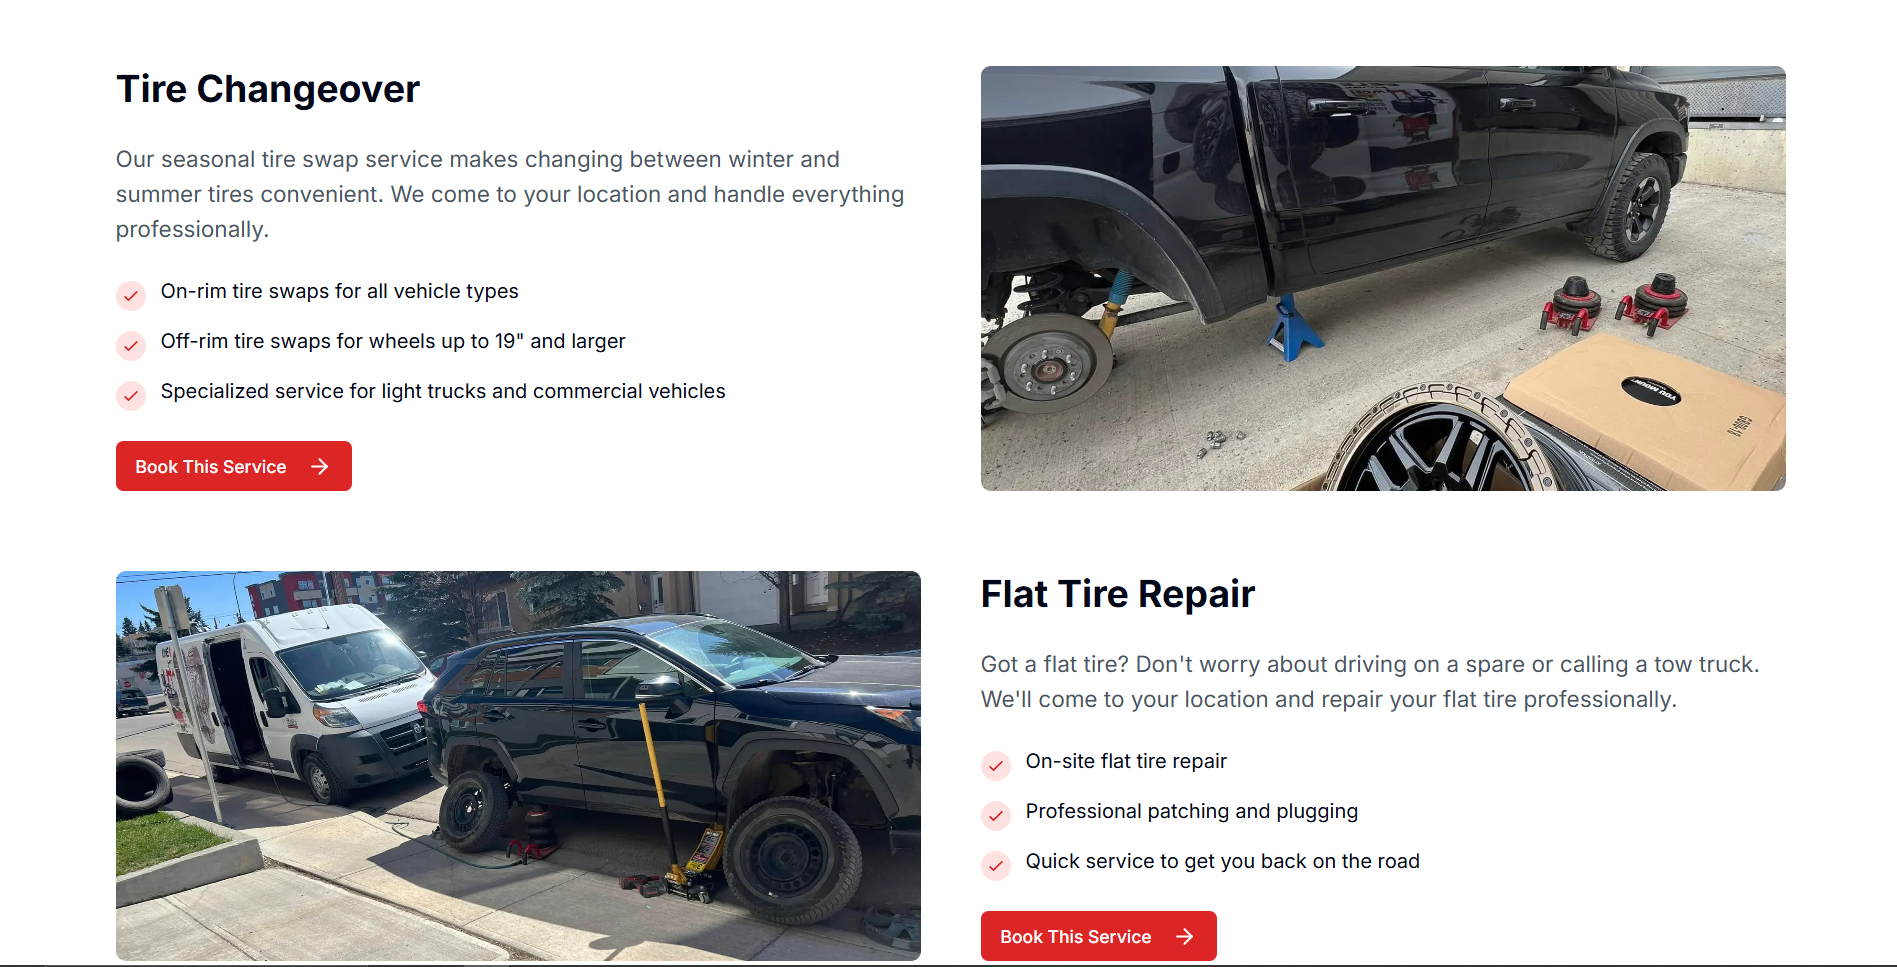 Tire Changeover
Our seasonal tire swap service makes changing between winter and
summer tires convenient. We come to your location and handle everything
professionally.
On-rim tire swaps for all vehicle types
Off-rim tire swaps for wheels up to 19" and larger
Specialized service for light trucks and commercial vehicles
Book This Service
YOU MOUNT
Flat Tire Repair
Got a flat tire? Don't worry about driving on a spare or calling a tow truck.
We'll come to your location and repair your flat tire professionally.
On-site flat tire repair
Professional patching and plugging
Quick service to get you back on the road
Book This Service